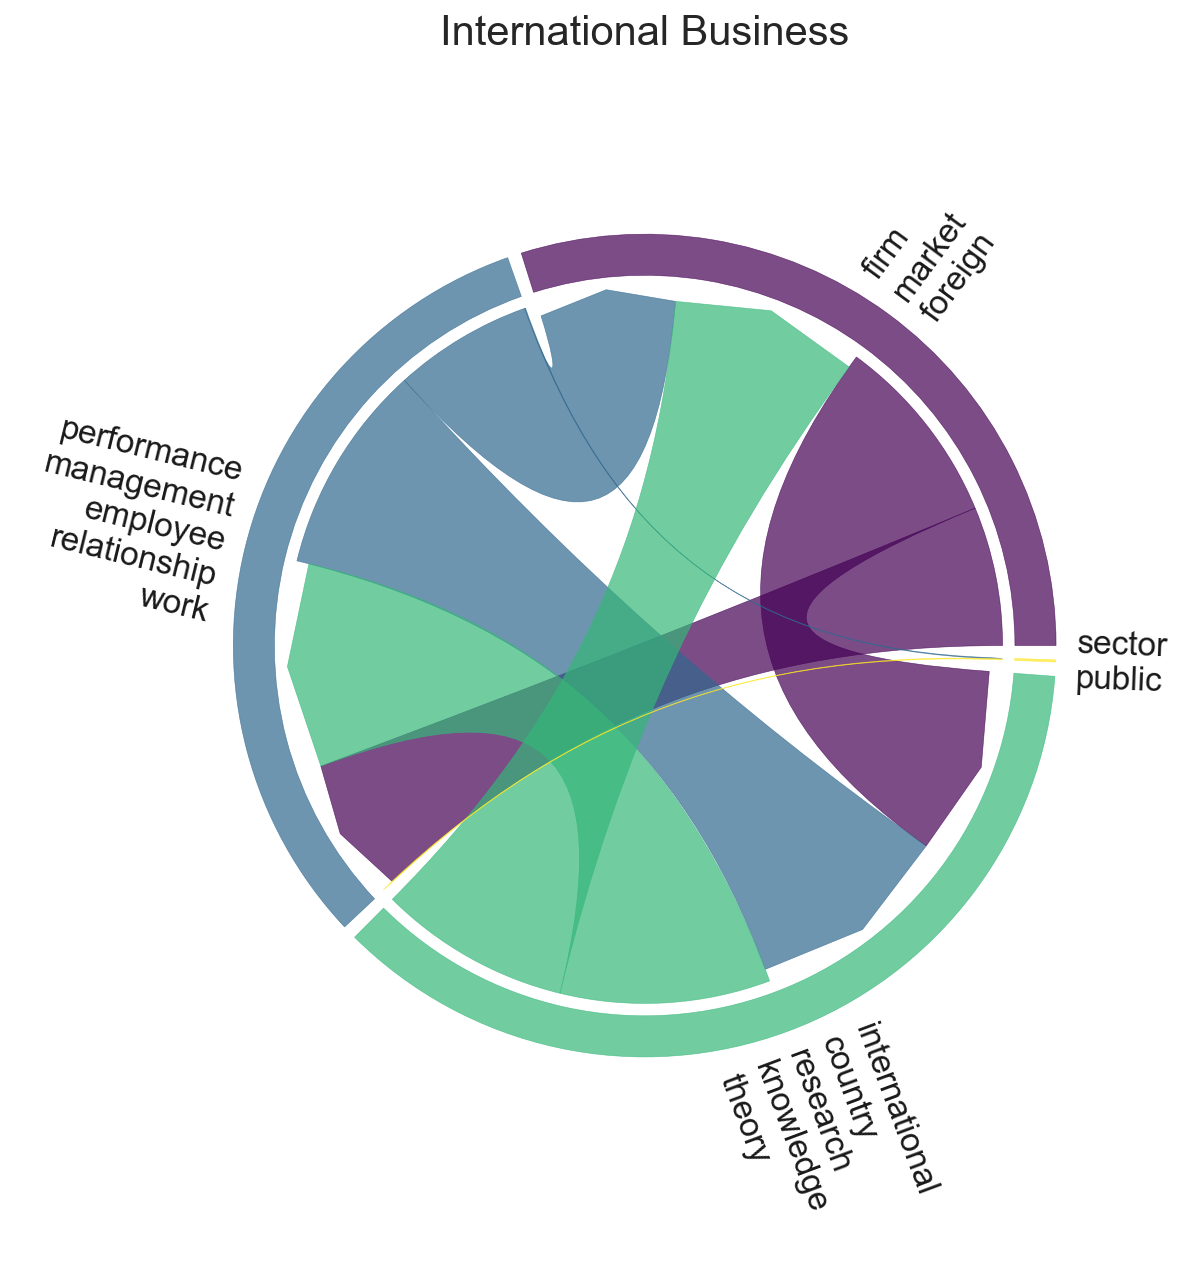 International Business
firm
market
foreign
performance
management
employee
relationship
work
sector
public
international
country
research
knowledge
theory